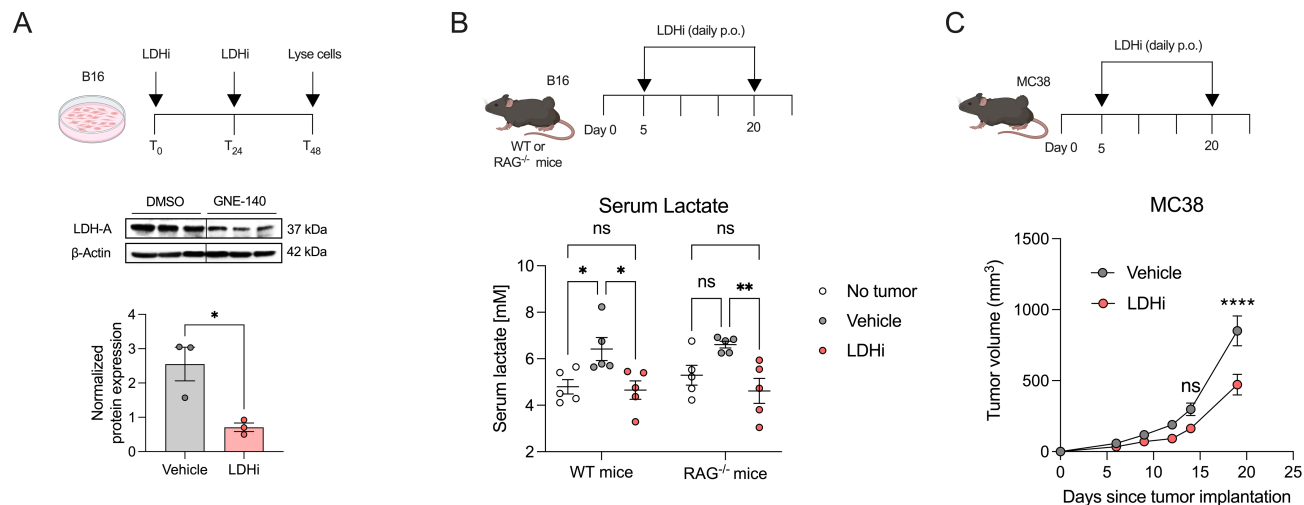 A
LDHi LDHi Lyse cells
B16
T0 T24 T48
DMSO GNE-140
LDH-A 37 kDa
β-Actin 42 kDa
*
Normalized
protein expression
4
3
2
1
0
Vehicle LDHi
B
LDHi (daily p.o.)
B16
Day 0 5 20
WT or
RAG-/- mice
Serum Lactate
ns ns
* * ns **
Serum lactate [mM]
10
8
6
4
2
WT mice RAG-/- mice
No tumor
Vehicle
LDHi
C
LDHi (daily p.o.)
MC38
Day 0 5 20
MC38
Tumor volume (mm3)
1500
1000
500
0
Vehicle
LDHi
****
ns
0 5 10 15 20 25
Days since tumor implantation